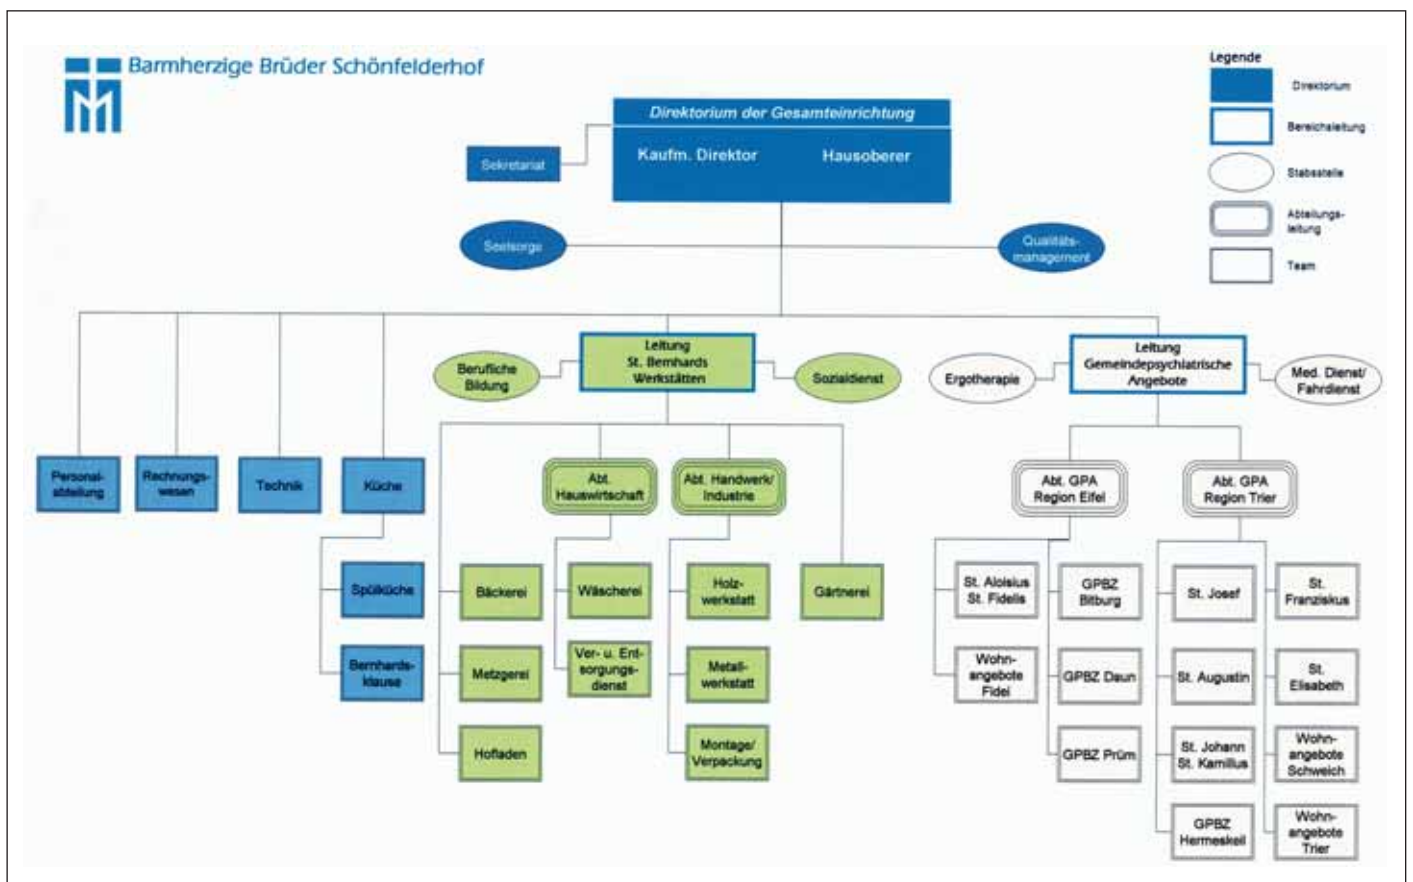 Barmherzige Brüder Schönfelderhof
Legende
Direktorium
Bereichsleitung
Stabsstelle
Abteilungs-
leitung
Team
Direktorium der Gesamteinrichtung
Kaufm. Direktor
Hausoberer
Sekretariat
Seelsorge
Qualitäts-
management
Leitung
St. Bernhards
Werkstätten
Berufliche
Bildung
Sozialdienst
Leitung
Gemeindepsychiatrische
Angebote
Ergotherapie
Med. Dienst/
Fahrdienst
Personal-
abteilung
Rechnungs-
wesen
Technik
Küche
Abt.
Hauswirtschaft
Abt. Handwerk/
Industrie
Abt. GPA
Region Eifel
Abt. GPA
Region Trier
Spülküche
Bernhards-
klause
Bäckerei
Metzgerei
Hofladen
Wäscherei
Ver- u. Ent-
sorgungs-
dienst
Holz-
werkstatt
Metall-
werkstatt
Montage/
Verpackung
Gärtnerei
St. Aloisius
St. Fidelis
Wohn-
angebote
Fidei
GPBZ
Bitburg
GPBZ Daun
GPBZ Prüm
St. Josef
St. Augustin
St. Johann
St. Kamillus
GPBZ
Hermeskeil
St.
Franziskus
St.
Elisabeth
Wohn-
angebote
Schweich
Wohn-
angebote
Trier